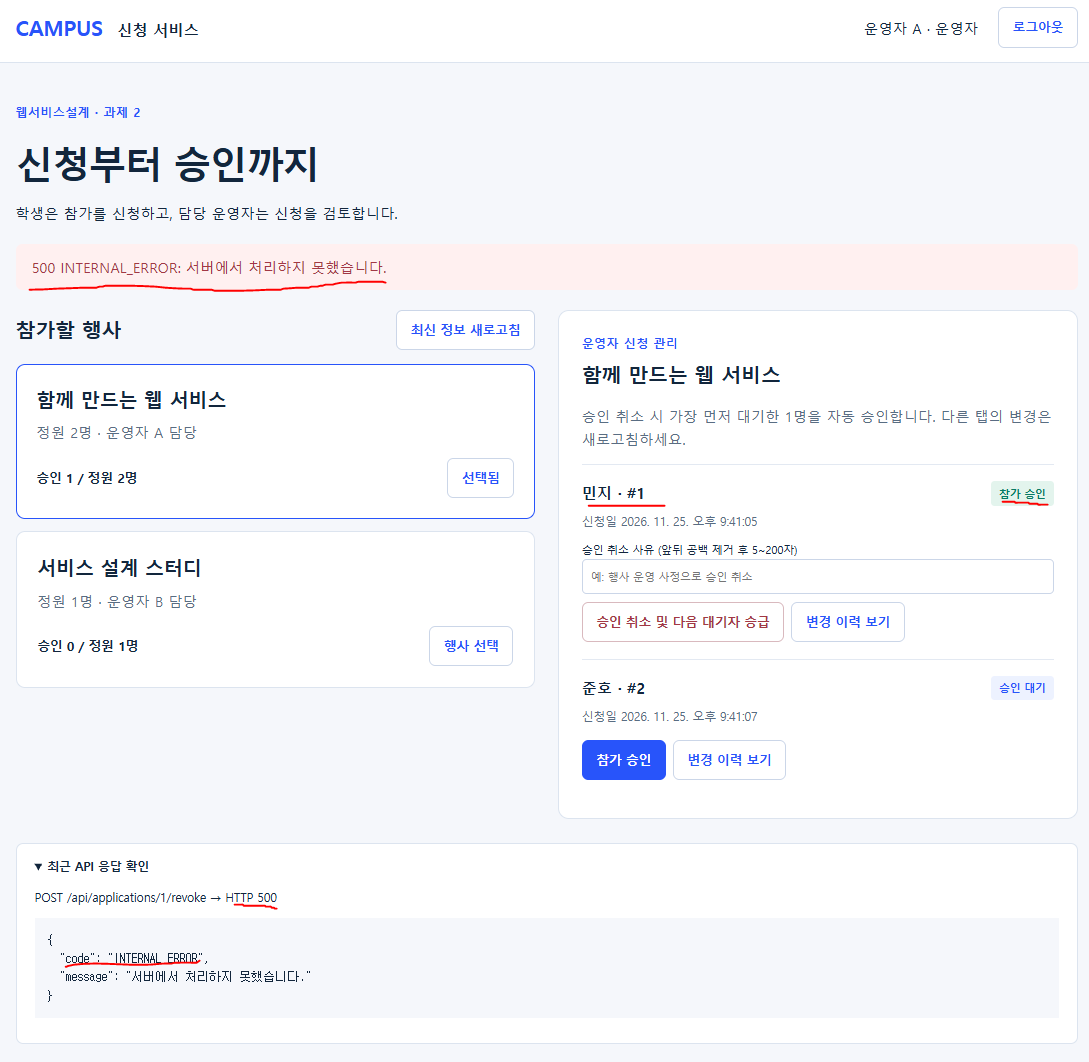 CAMPUS 신청 서비스
운영자 A · 운영자
로그아웃
웹서비스설계 · 과제 2
신청부터 승인까지
학생은 참가를 신청하고, 담당 운영자는 신청을 검토합니다.
500 INTERNAL_ERROR: 서버에서 처리하지 못했습니다.
참가할 행사
최신 정보 새로고침
함께 만드는 웹 서비스
정원 2명 · 운영자 A 담당
승인 1 / 정원 2명
선택됨
서비스 설계 스터디
정원 1명 · 운영자 B 담당
승인 0 / 정원 1명
행사 선택
운영자 신청 관리
함께 만드는 웹 서비스
승인 취소 시 가장 먼저 대기한 1명을 자동 승인합니다. 다른 탭의 변경은
새로고침하세요.
민지 · #1
참가 승인
신청일 2026. 11. 25. 오후 9:41:05
승인 취소 사유 (앞뒤 공백 제거 후 5~200자)
예: 행사 운영 사정으로 승인 취소
승인 취소 및 다음 대기자 승급
변경 이력 보기
준호 · #2
승인 대기
신청일 2026. 11. 25. 오후 9:41:07
참가 승인
변경 이력 보기
▼ 최근 API 응답 확인
POST /api/applications/1/revoke → HTTP 500
{
"code": "INTERNAL_ERROR",
"message": "서버에서 처리하지 못했습니다."
}